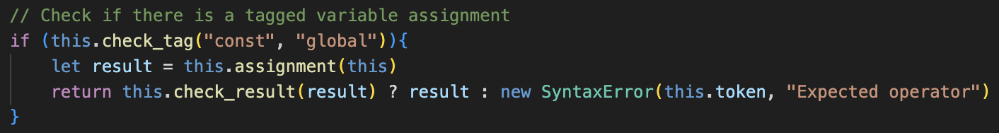 // Check if there is a tagged variable assignment
if (this.check_tag("const", "global")){
let result = this.assignment(this)
return this.check_result(result) ? result : new SyntaxError(this.token, "Expected operator")
}